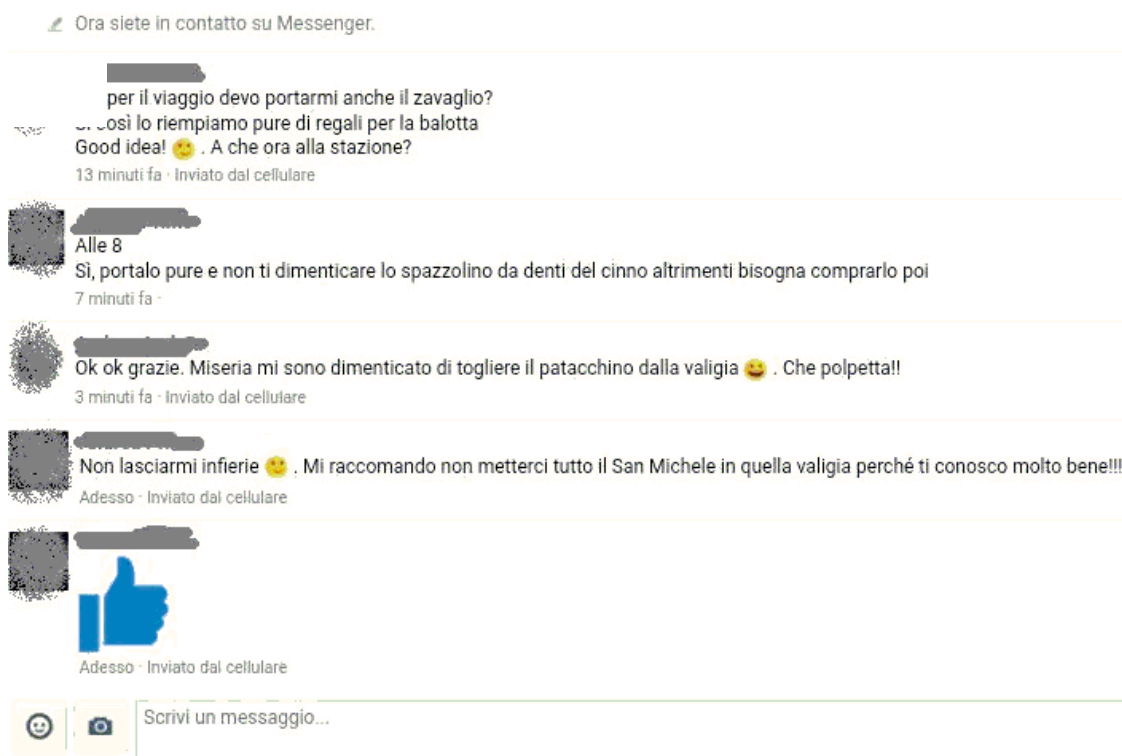 Ora siete in contatto su Messenger.
per il viaggio devo portarmi anche il zavaglio?
così lo riempiamo pure di regali per la balotta
Good idea! 🙂 . A che ora alla stazione?
13 minuti fa · Inviato dal cellulare
Alle 8
Sì, portalo pure e non ti dimenticare lo spazzolino da denti del cinno altrimenti bisogna comprarlo poi
7 minuti fa ·
Ok ok grazie. Miseria mi sono dimenticato di togliere il patacchino dalla valigia 😆 . Che polpetta!!
3 minuti fa · Inviato dal cellulare
Non lasciarmi infierie 🙂 . Mi raccomando non metterci tutto il San Michele in quella valigia perché ti conosco molto bene!!!
Adesso · Inviato dal cellulare
Adesso · Inviato dal cellulare
Scrivi un messaggio...